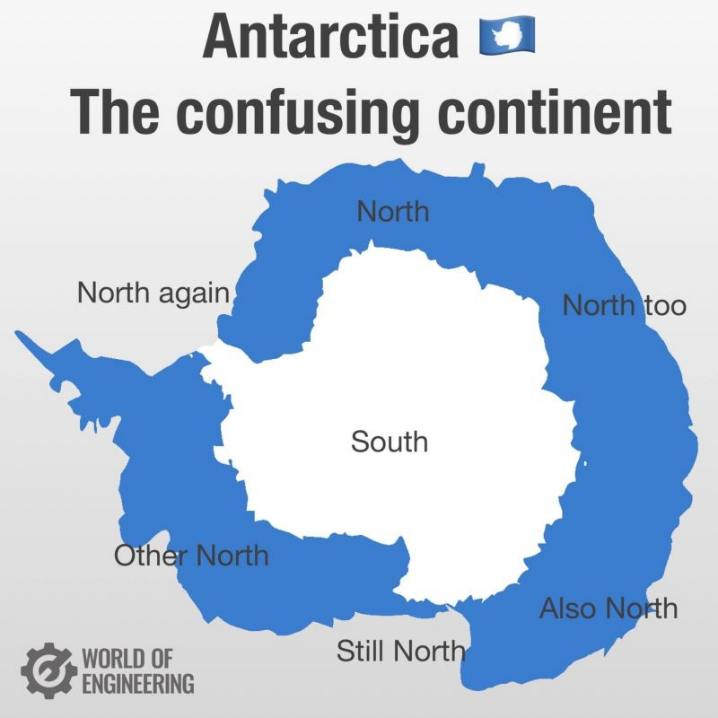 Antarctica 🇦🇶
The confusing continent
North
North again
North too
South
Other North
Also North
Still North
WORLD OF
ENGINEERING